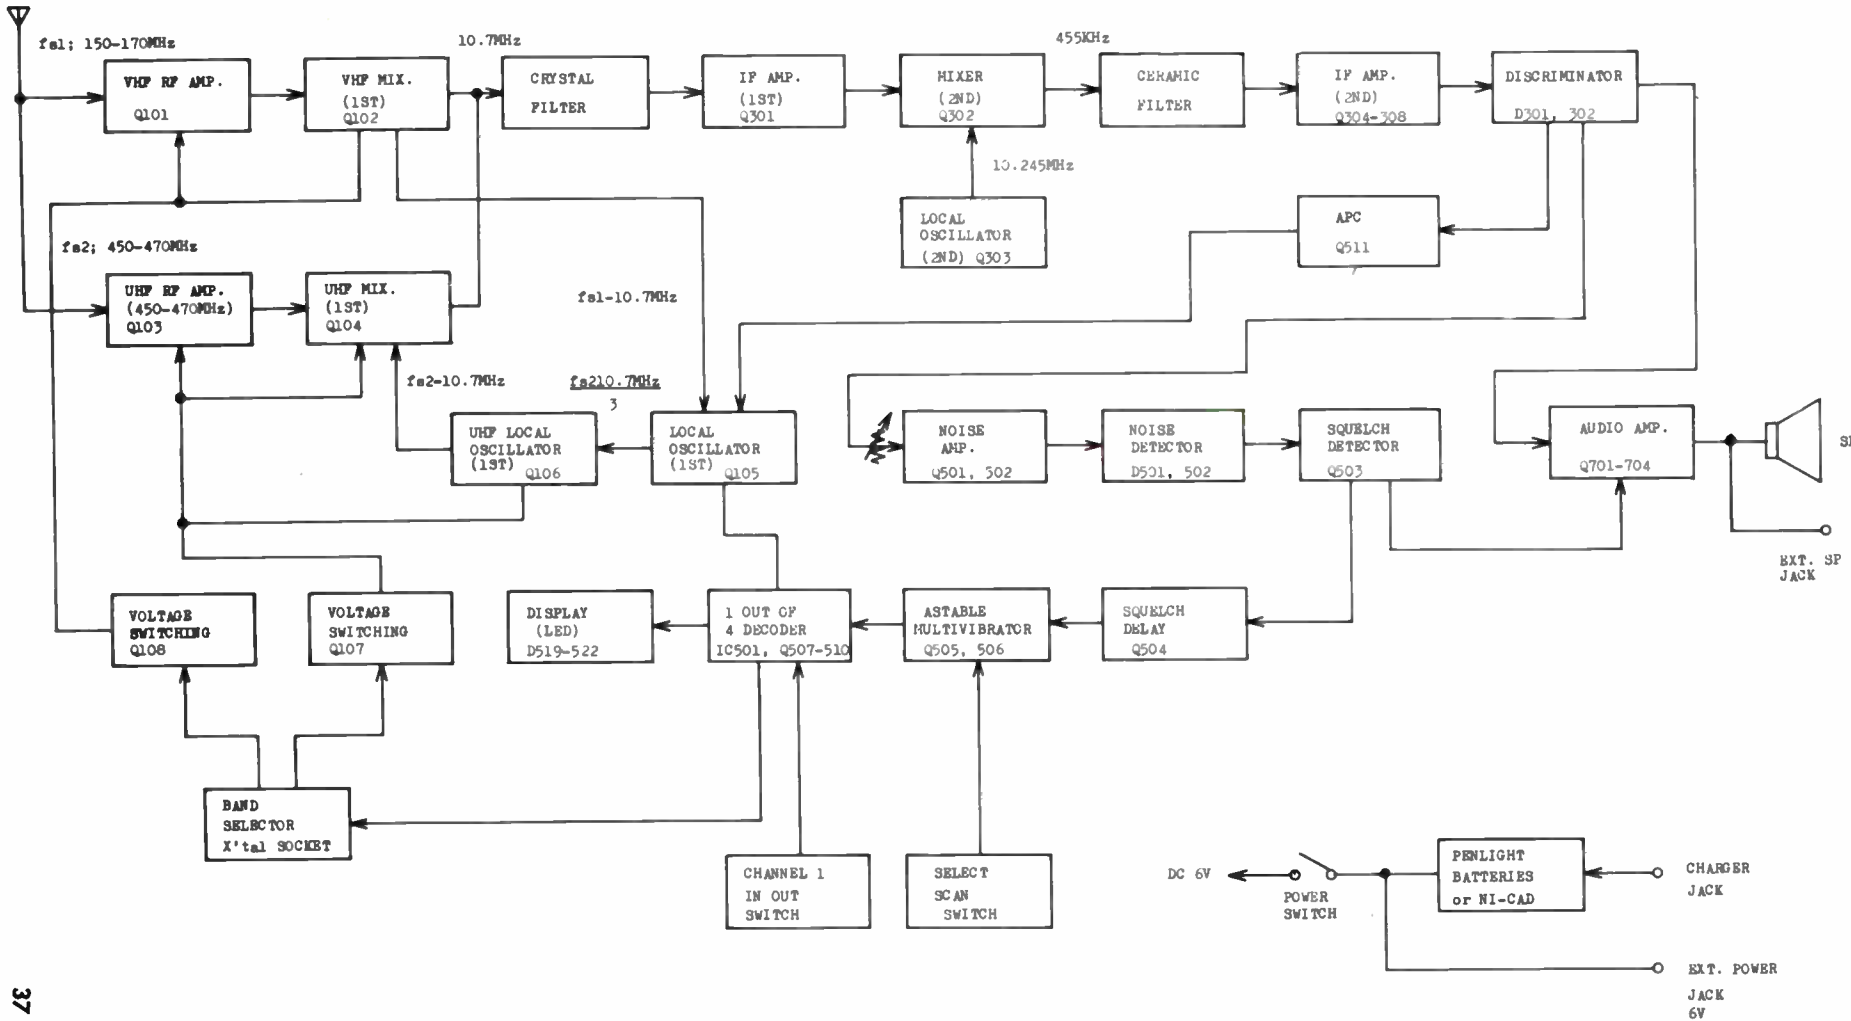 fs1; 150-170MHz
10.7MHz
455KHz
VHF RF AMP.
Q101
VHF MIX.
(1ST)
Q102
CRYSTAL
FILTER
IF AMP.
(1ST)
Q301
MIXER
(2ND)
Q302
CERAMIC
FILTER
IF AMP.
(2ND)
Q304-308
DISCRIMINATOR
D301, 302
10.245MHz
LOCAL
OSCILLATOR
(2ND) Q303
APC
Q511
fs2; 450-470MHz
UHF RF AMP.
(450-470MHz)
Q103
UHF MIX.
(1ST)
Q104
fs1-10.7MHz
fs2-10.7MHz
fs210.7MHz
3
UHF LOCAL
OSCILLATOR
(1ST) Q106
LOCAL
OSCILLATOR
(1ST) Q105
NOISE
AMP.
Q501, 502
NOISE
DETECTOR
D501, 502
SQUELCH
DETECTOR
Q503
AUDIO AMP.
Q701-704
EXT. SP
JACK
VOLTAGE
SWITCHING
Q108
VOLTAGE
SWITCHING
Q107
DISPLAY
(LED)
D519-522
1 OUT OF
4 DECODER
IC501, Q507-510
ASTABLE
MULTIVIBRATOR
Q505, 506
SQUELCH
DELAY
Q504
BAND
SELECTOR
X'tal SOCKET
CHANNEL 1
IN OUT
SWITCH
SELECT
SCAN
SWITCH
DC 6V
POWER
SWITCH
PENLIGHT
BATTERIES
or NI-CAD
CHARGER
JACK
EXT. POWER
JACK
6V
37